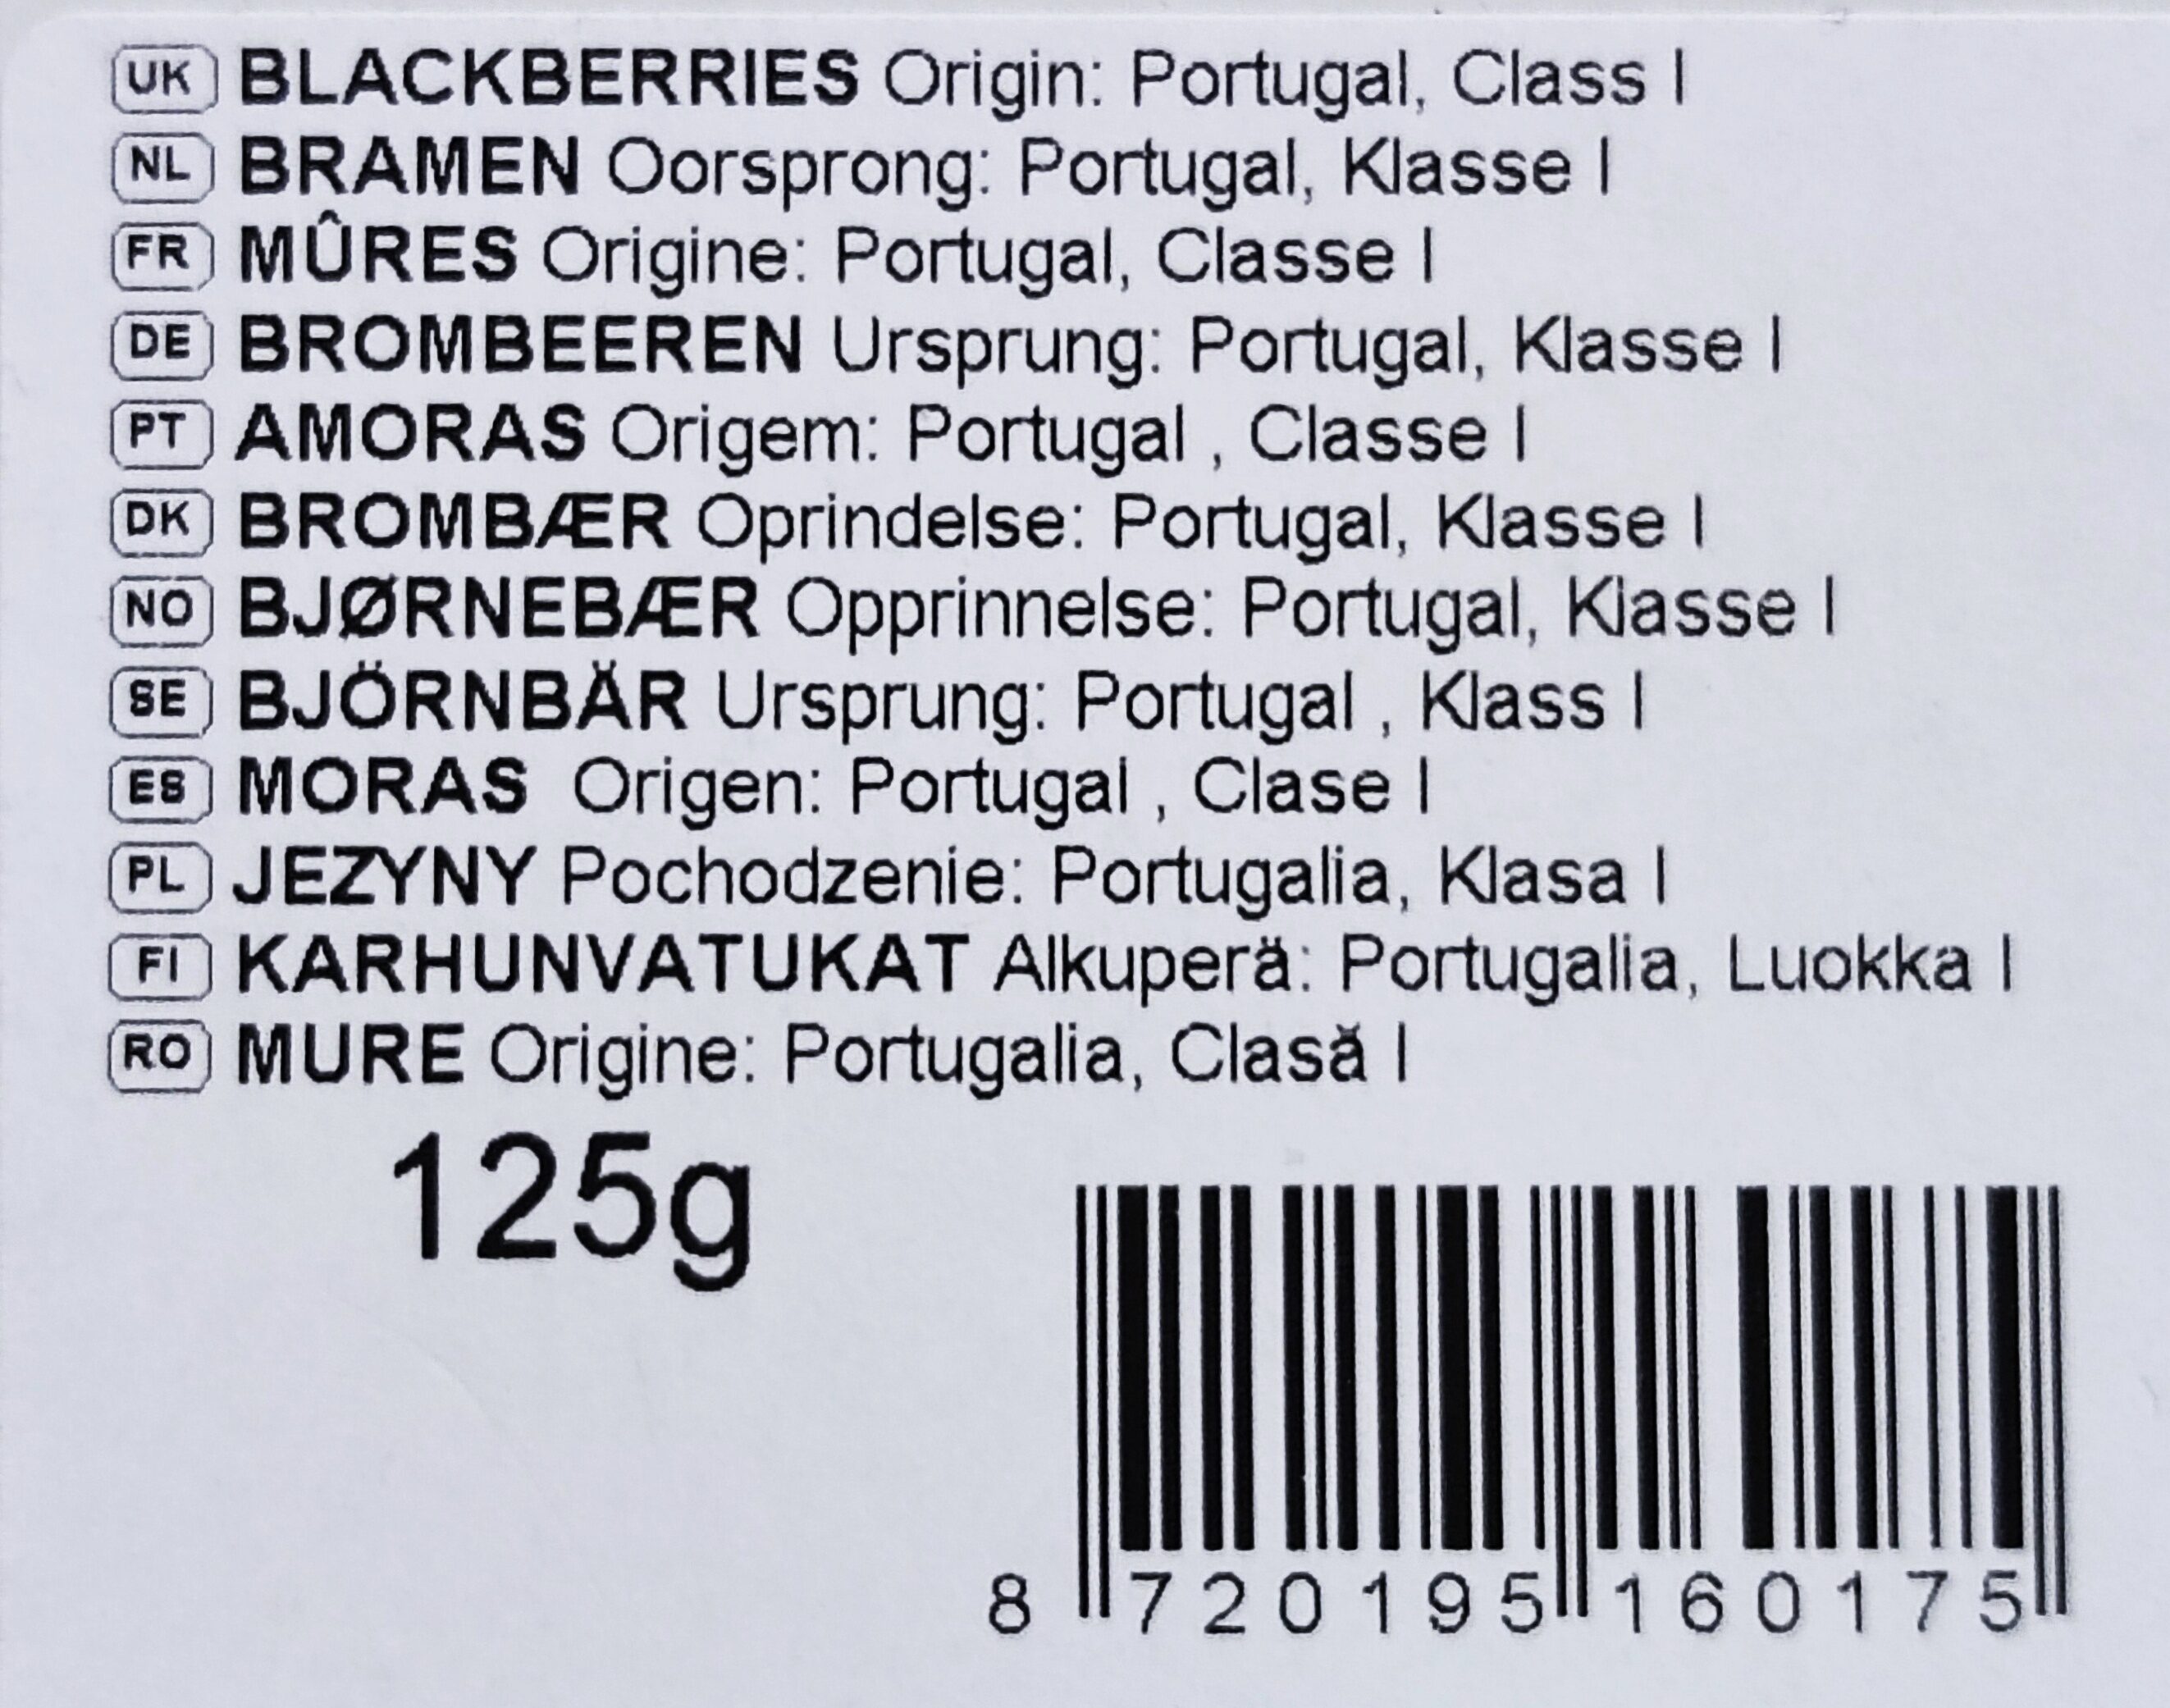 UK BLACKBERRIES Origin: Portugal, Class I
NL BRAMEN Oorsprong: Portugal, Klasse I
FR MÛRES Origine: Portugal, Classe I
DE BROMBEEREN Ursprung: Portugal, Klasse I
PT AMORAS Origem: Portugal , Classe I
DK BROMBÆR Oprindelse: Portugal, Klasse I
NO BJØRNEBÆR Opprinnelse: Portugal, Klasse I
SE BJÖRNBÄR Ursprung: Portugal , Klass I
ES MORAS Origen: Portugal , Clase I
PL JEZYNY Pochodzenie: Portugalia, Klasa I
FI KARHUNVATUKAT Alkuperä: Portugalia, Luokka I
RO MURE Origine: Portugalia, Clasă I
125g
8 720195 160175